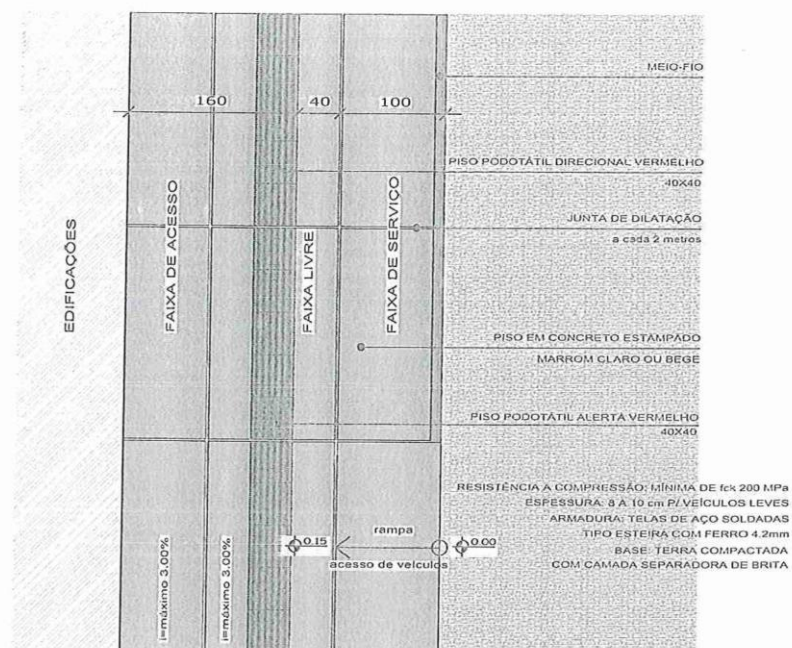 MEIO-FIO
160 40 100
PISO PODOTÁTIL DIRECIONAL VERMELHO
40X40
EDIFICAÇÕES
FAIXA DE ACESSO
FAIXA LIVRE
FAIXA DE SERVIÇO
JUNTA DE DILATAÇÃO
a cada 2 metros
PISO EM CONCRETO ESTAMPADO
MARROM CLARO OU BEGE
PISO PODOTÁTIL ALERTA VERMELHO
40X40
RESISTÊNCIA A COMPRESSÃO: MÍNIMA DE fck 200 MPa
ESPESSURA: 8 A 10 cm P/ VEÍCULOS LEVES
ARMADURA: TELAS DE AÇO SOLDADAS
TIPO ESTEIRA COM FERRO 4.2mm
BASE: TERRA COMPACTADA
COM CAMADA SEPARADORA DE BRITA
i=máximo 3.00%
i=máximo 3.00%
0.15
rampa
acesso de veículos
0.00